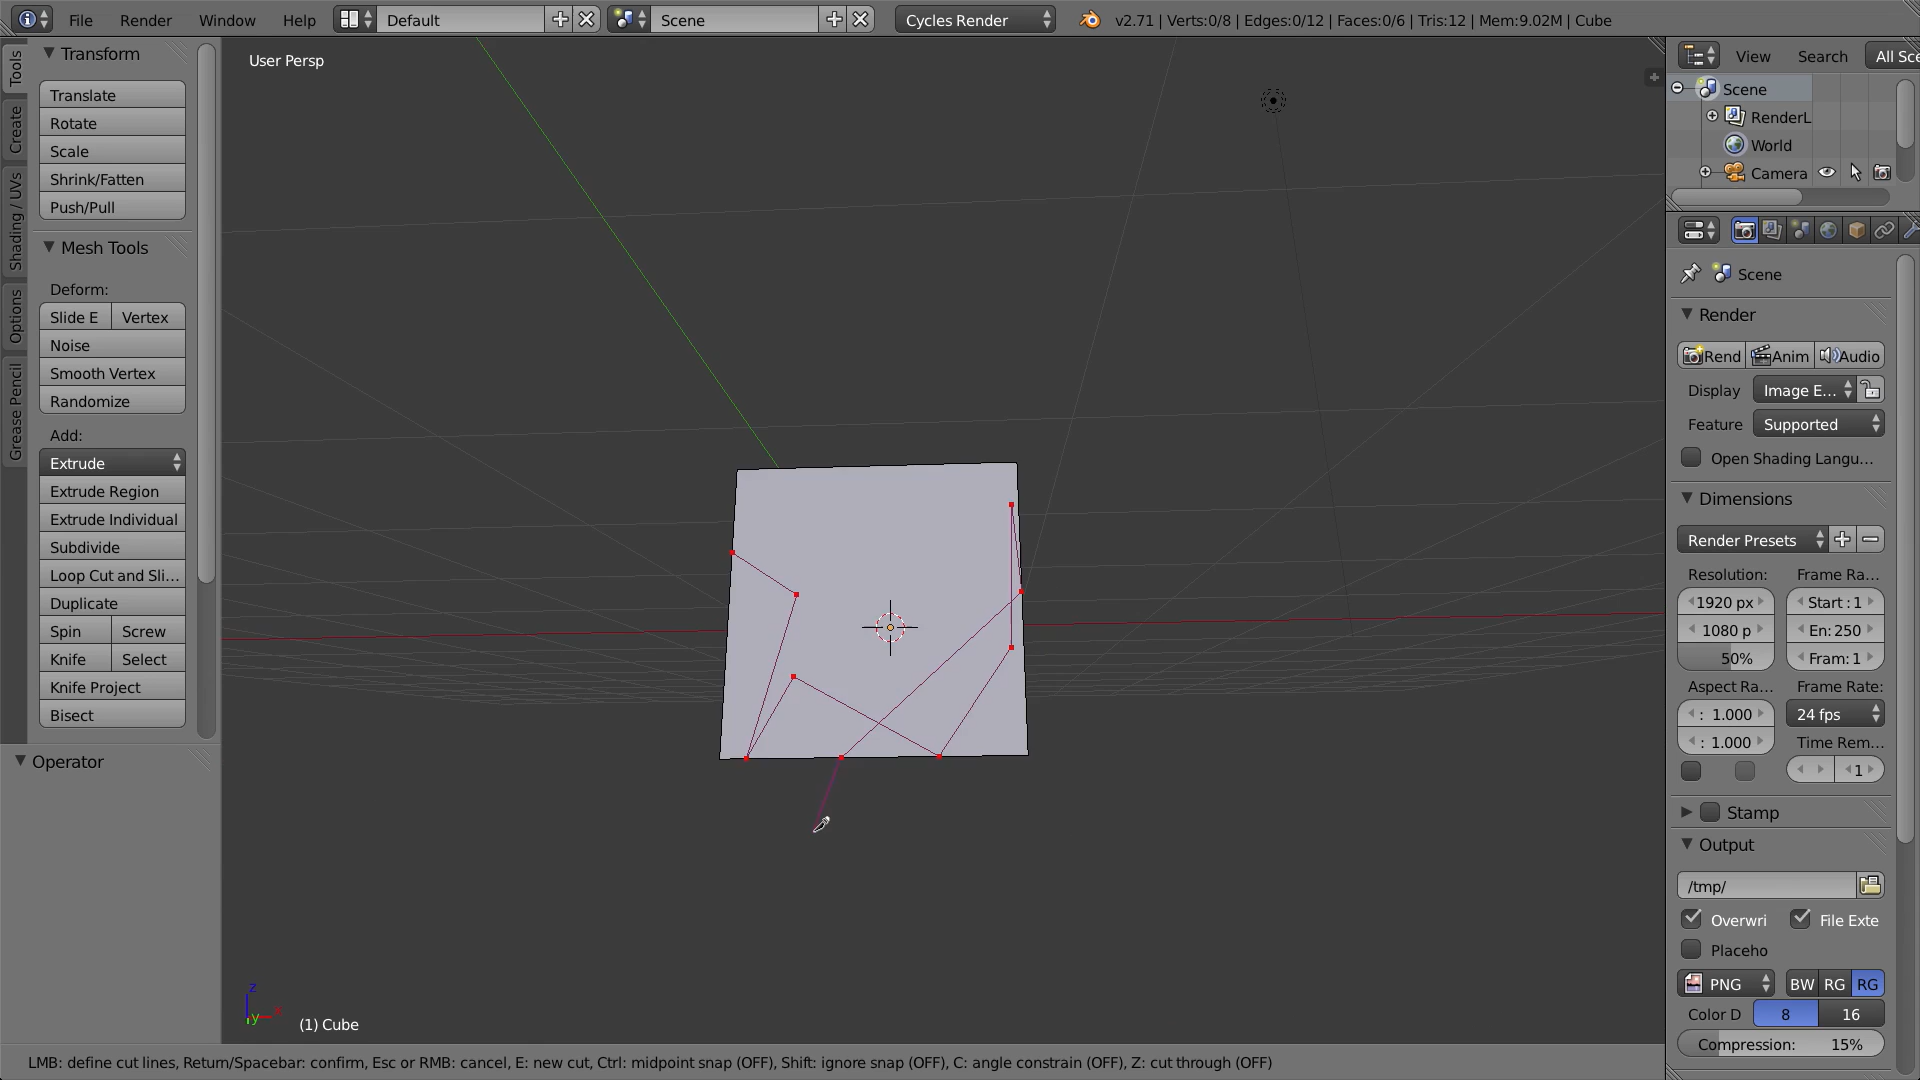 File Render Window Help Default Scene Cycles Render v2.71 | Verts:0/8 | Edges:0/12 | Faces:0/6 | Tris:12 | Mem:9.02M | Cube
Tools
Create
Shading / UVs
Options
Grease Pencil
Transform
Translate
Rotate
Scale
Shrink/Fatten
Push/Pull
Mesh Tools
Deform:
Slide E Vertex
Noise
Smooth Vertex
Randomize
Add:
Extrude
Extrude Region
Extrude Individual
Subdivide
Loop Cut and Sli...
Duplicate
Spin Screw
Knife Select
Knife Project
Bisect
Operator
User Persp
z
y
x
(1) Cube
View Search All Sce
Scene
RenderL
World
Camera
Scene
Render
Rend Anim Audio
Display Image E...
Feature Supported
Open Shading Langu...
Dimensions
Render Presets
Resolution: Frame Ra...
1920 px Start : 1
1080 p En: 250
50% Fram: 1
Aspect Ra... Frame Rate:
: 1.000 24 fps
: 1.000 Time Rem...
1
Stamp
Output
/tmp/
Overwri File Exte
Placeho
PNG BW RG RG
Color D 8 16
Compression: 15%
LMB: define cut lines, Return/Spacebar: confirm, Esc or RMB: cancel, E: new cut, Ctrl: midpoint snap (OFF), Shift: ignore snap (OFF), C: angle constrain (OFF), Z: cut through (OFF)